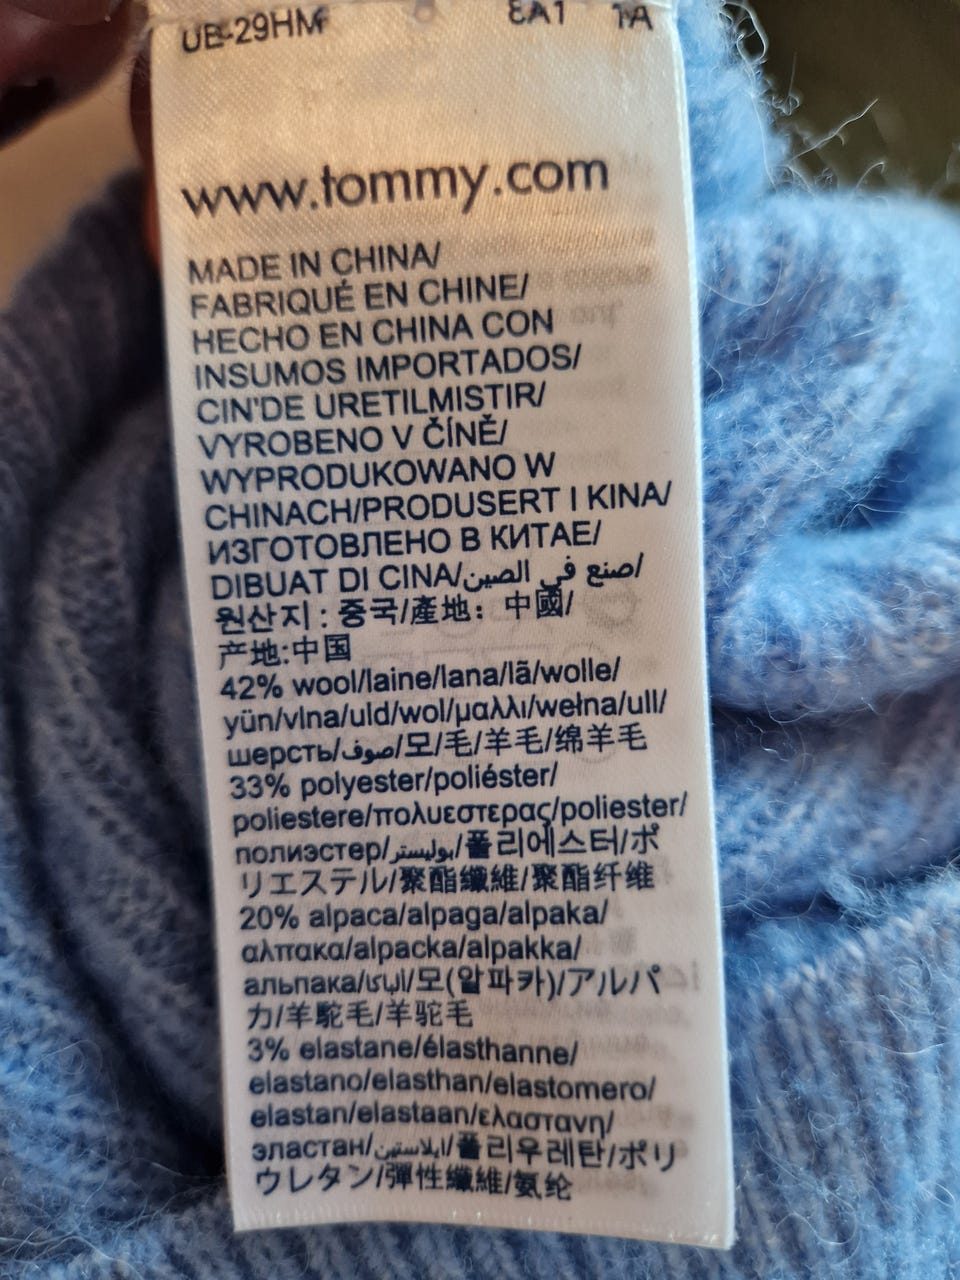 UB-29HM 8A1 1A
www.tommy.com
MADE IN CHINA/
FABRIQUÉ EN CHINE/
HECHO EN CHINA CON
INSUMOS IMPORTADOS/
CIN'DE URETILMISTIR/
VYROBENO V ČÍNĚ/
WYPRODUKOWANO W
CHINACH/PRODUSERT I KINA/
ИЗГОТОВЛЕНО В КИТАЕ/
DIBUAT DI CINA/صنع في الصين/
원산지 : 중국/產地：中國/
产地:中国
42% wool/laine/lana/lã/wolle/
yün/vlna/uld/wol/μαλλι/wełna/ull/
шерсть/صوف/모/毛/羊毛/绵羊毛
33% polyester/poliéster/
poliestere/πολυεστερας/poliester/
полиэстер/بوليستر/폴리에스터/ポ
リエステル/聚酯纖維/聚酯纤维
20% alpaca/alpaga/alpaka/
αλπακα/alpacka/alpakka/
альпака/ألباكا/모(알파카)/アルパ
カ/羊駝毛/羊驼毛
3% elastane/élasthanne/
elastano/elasthan/elastomero/
elastan/elastaan/ελαστανη/
эластан/ايلاستين/폴리우레탄/ポリ
ウレタン/彈性纖維/氨纶